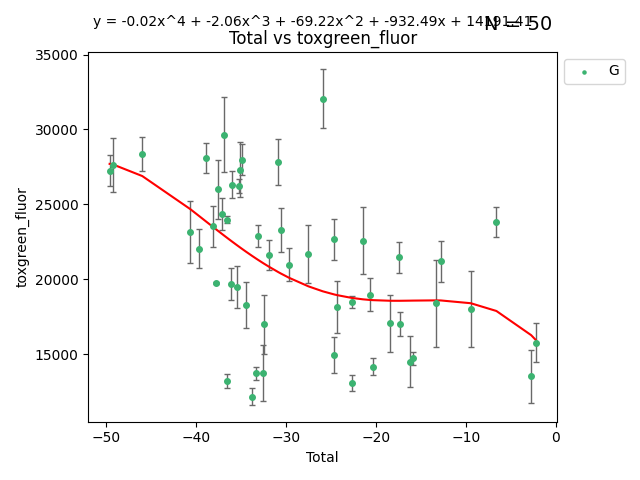 y = -0.02x^4 + -2.06x^3 + -69.22x^2 + -932.49x + 14191.41
N = 50
Total vs toxgreen_fluor
35000
30000
25000
20000
15000
toxgreen_fluor
−50
−40
−30
−20
−10
0
Total
G